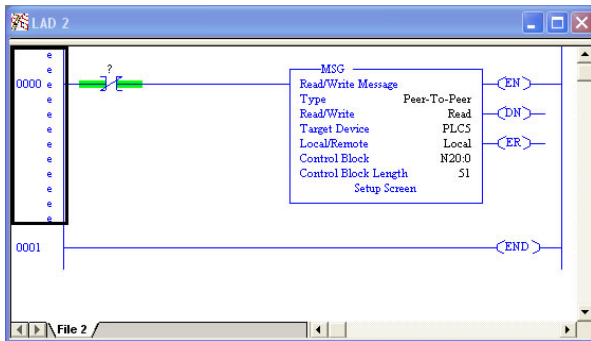 LAD 2
e
e
0000 e
e
e
e
e
e
e
e
e
?
MSG
Read/Write Message
Type Peer-To-Peer
Read/Write Read
Target Device PLC5
Local/Remote Local
Control Block N20:0
Control Block Length 51
Setup Screen
EN
DN
ER
0001
END
File 2